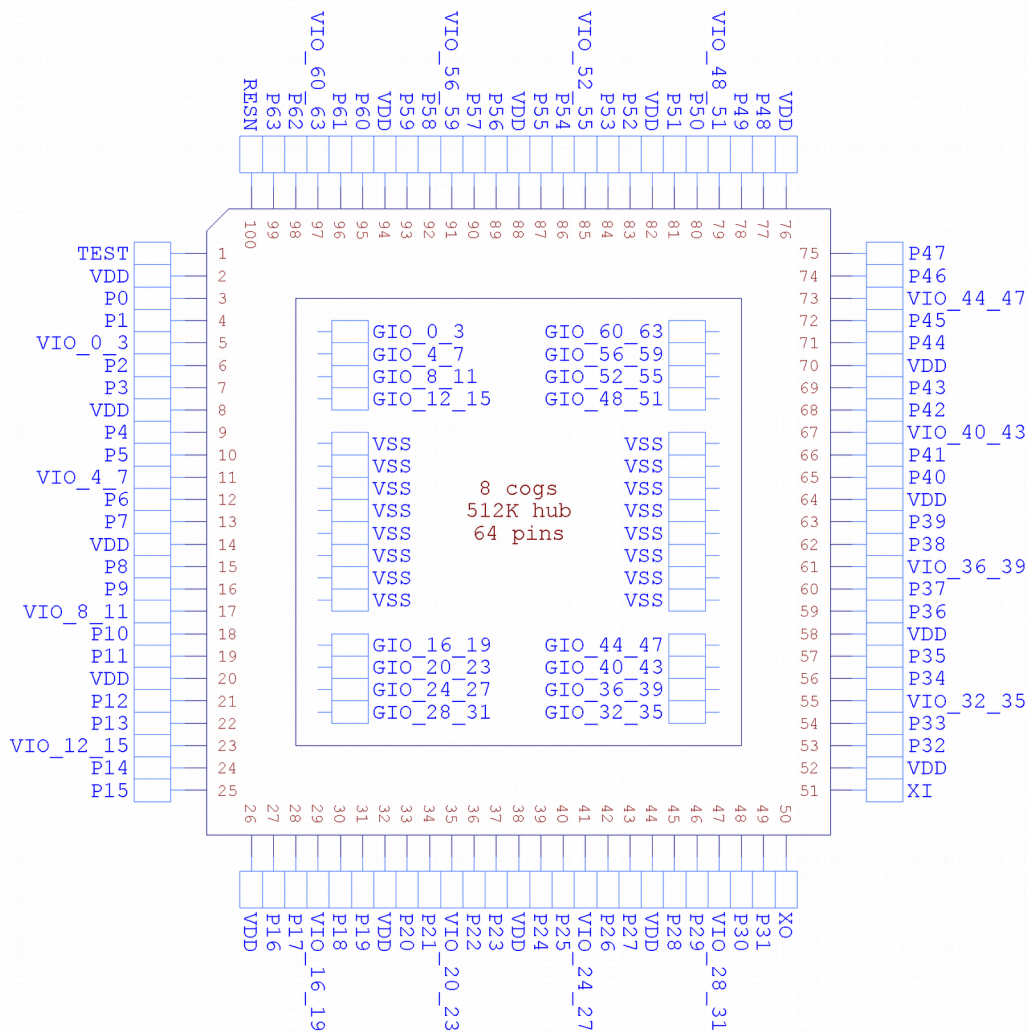 RESN
P63
P62
VIO_60_63
P61
P60
VDD
P59
P58
VIO_56_59
P57
P56
VDD
P55
P54
VIO_52_55
P53
P52
VDD
P51
P50
VIO_48_51
P49
P48
VDD
100 99 98 97 96 95 94 93 92 91 90 89 88 87 86 85 84 83 82 81 80 79 78 77 76
TEST 1
VDD 2
P0 3
P1 4
VIO_0_3 5
P2 6
P3 7
VDD 8
P4 9
P5 10
VIO_4_7 11
P6 12
P7 13
VDD 14
P8 15
P9 16
VIO_8_11 17
P10 18
P11 19
VDD 20
P12 21
P13 22
VIO_12_15 23
P14 24
P15 25
GIO_0_3
GIO_4_7
GIO_8_11
GIO_12_15
VSS
VSS
VSS
VSS
VSS
VSS
VSS
VSS
GIO_16_19
GIO_20_23
GIO_24_27
GIO_28_31
8 cogs
512K hub
64 pins
GIO_60_63
GIO_56_59
GIO_52_55
GIO_48_51
VSS
VSS
VSS
VSS
VSS
VSS
VSS
VSS
GIO_44_47
GIO_40_43
GIO_36_39
GIO_32_35
75 P47
74 P46
73 VIO_44_47
72 P45
71 P44
70 VDD
69 P43
68 P42
67 VIO_40_43
66 P41
65 P40
64 VDD
63 P39
62 P38
61 VIO_36_39
60 P37
59 P36
58 VDD
57 P35
56 P34
55 VIO_32_35
54 P33
53 P32
52 VDD
51 XI
26 27 28 29 30 31 32 33 34 35 36 37 38 39 40 41 42 43 44 45 46 47 48 49 50
VDD
P16
P17
VIO_16_19
P18
P19
VDD
P20
P21
VIO_20_23
P22
P23
VDD
P24
P25
VIO_24_27
P26
P27
VDD
P28
P29
VIO_28_31
P30
P31
XO